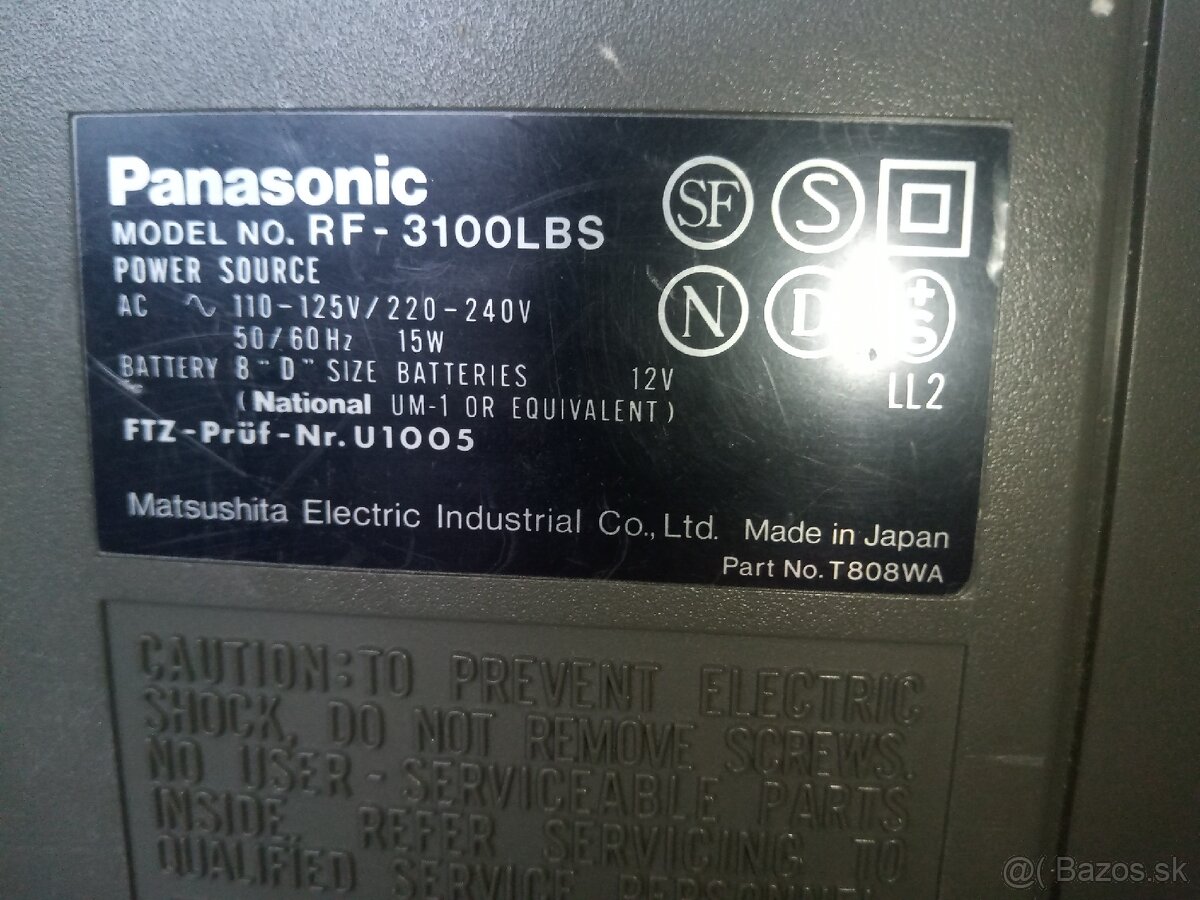 Panasonic
MODEL NO. RF-3100LBS
POWER SOURCE
AC ∿ 110-125V/220-240V
50/60Hz 15W
BATTERY 8 "D" SIZE BATTERIES 12V
(National UM-1 OR EQUIVALENT)
FTZ-Prüf-Nr. U1005
SF S
N D +S
LL2
Matsushita Electric Industrial Co., Ltd. Made in Japan
Part No. T808WA
CAUTION: TO PREVENT ELECTRIC
SHOCK, DO NOT REMOVE SCREWS.
NO USER-SERVICEABLE PARTS
INSIDE, REFER SERVICING TO
QUALIFIED SERVICE PERSONNEL.
@( Bazos.sk